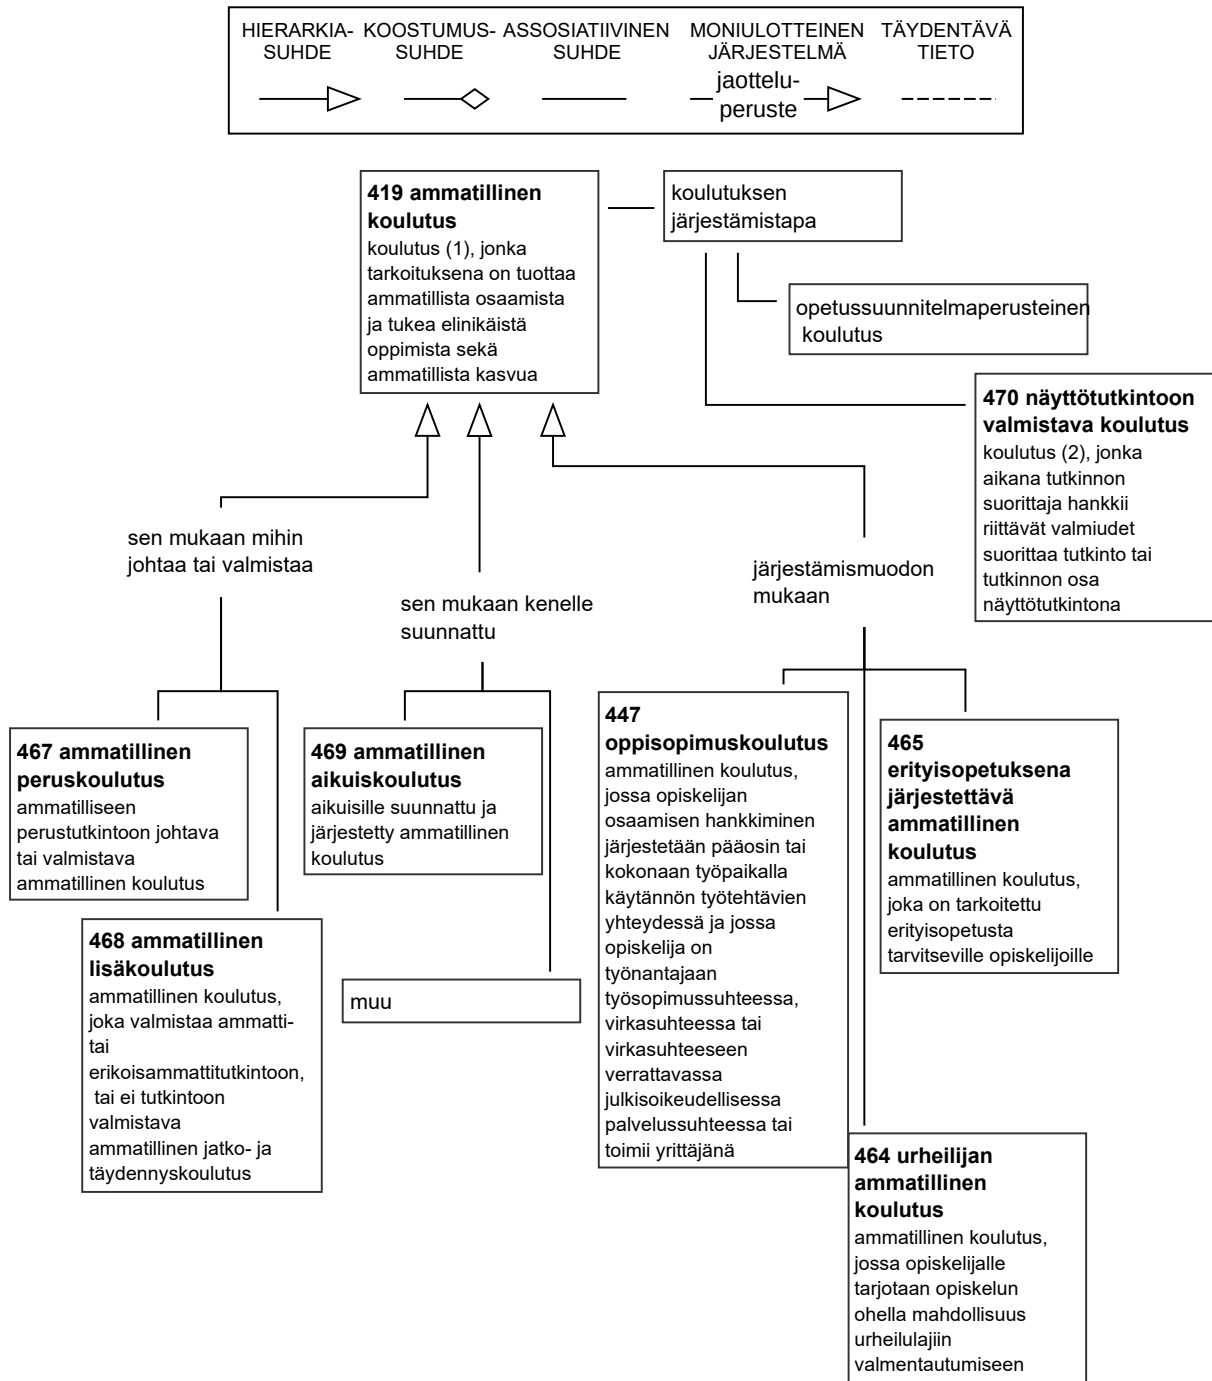 HIERARKIA-
SUHDE
KOOSTUMUS-
SUHDE
ASSOSIATIIVINEN
SUHDE
MONIULOTTEINEN
JÄRJESTELMÄ
jaottelu-
peruste
TÄYDENTÄVÄ
TIETO
419 ammatillinen
koulutus
koulutus (1), jonka
tarkoituksena on tuottaa
ammatillista osaamista
ja tukea elinikäistä
oppimista sekä
ammatillista kasvua
koulutuksen
järjestämistapa
opetussuunnitelmaperusteinen
koulutus
470 näyttötutkintoon
valmistava koulutus
koulutus (2), jonka
aikana tutkinnon
suorittaja hankkii
riittävät valmiudet
suorittaa tutkinto tai
tutkinnon osa
näyttötutkintona
sen mukaan mihin
johtaa tai valmistaa
sen mukaan kenelle
suunnattu
järjestämismuodon
mukaan
467 ammatillinen
peruskoulutus
ammatilliseen
perustutkintoon johtava
tai valmistava
ammatillinen koulutus
468 ammatillinen
lisäkoulutus
ammatillinen koulutus,
joka valmistaa ammatti-
tai
erikoisammattitutkintoon,
tai ei tutkintoon
valmistava
ammatillinen jatko- ja
täydennyskoulutus
469 ammatillinen
aikuiskoulutus
aikuisille suunnattu ja
järjestetty ammatillinen
koulutus
muu
447
oppisopimuskoulutus
ammatillinen koulutus,
jossa opiskelijan
osaamisen hankkiminen
järjestetään pääosin tai
kokonaan työpaikalla
käytännön työtehtävien
yhteydessä ja jossa
opiskelija on
työnantajaan
työsopimussuhteessa,
virkasuhteessa tai
virkasuhteeseen
verrattavassa
julkisoikeudellisessa
palvelussuhteessa tai
toimii yrittäjänä
465
erityisopetuksena
järjestettävä
ammatillinen
koulutus
ammatillinen koulutus,
joka on tarkoitettu
erityisopetusta
tarvitseville opiskelijoille
464 urheilijan
ammatillinen
koulutus
ammatillinen koulutus,
jossa opiskelijalle
tarjotaan opiskelun
ohella mahdollisuus
urheilulajiin
valmentautumiseen